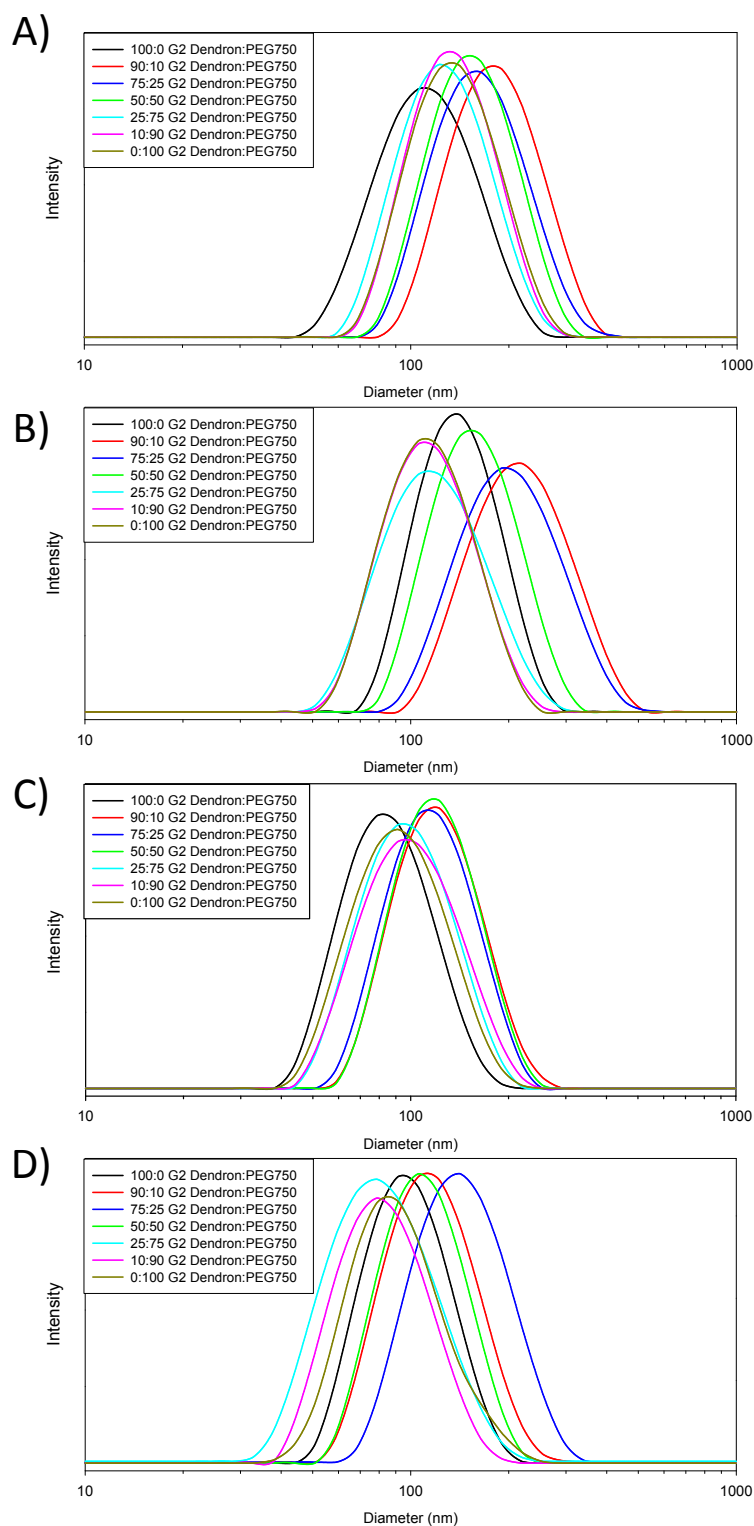 A)
100:0 G2 Dendron:PEG750
90:10 G2 Dendron:PEG750
75:25 G2 Dendron:PEG750
50:50 G2 Dendron:PEG750
25:75 G2 Dendron:PEG750
10:90 G2 Dendron:PEG750
0:100 G2 Dendron:PEG750
Intensity
10 100 1000
Diameter (nm)
B)
100:0 G2 Dendron:PEG750
90:10 G2 Dendron:PEG750
75:25 G2 Dendron:PEG750
50:50 G2 Dendron:PEG750
25:75 G2 Dendron:PEG750
10:90 G2 Dendron:PEG750
0:100 G2 Dendron:PEG750
Intensity
10 100 1000
Diameter (nm)
C)
100:0 G2 Dendron:PEG750
90:10 G2 Dendron:PEG750
75:25 G2 Dendron:PEG750
50:50 G2 Dendron:PEG750
25:75 G2 Dendron:PEG750
10:90 G2 Dendron:PEG750
0:100 G2 Dendron:PEG750
Intensity
10 100 1000
Diameter (nm)
D)
100:0 G2 Dendron:PEG750
90:10 G2 Dendron:PEG750
75:25 G2 Dendron:PEG750
50:50 G2 Dendron:PEG750
25:75 G2 Dendron:PEG750
10:90 G2 Dendron:PEG750
0:100 G2 Dendron:PEG750
Intensity
10 100 1000
Diameter (nm)